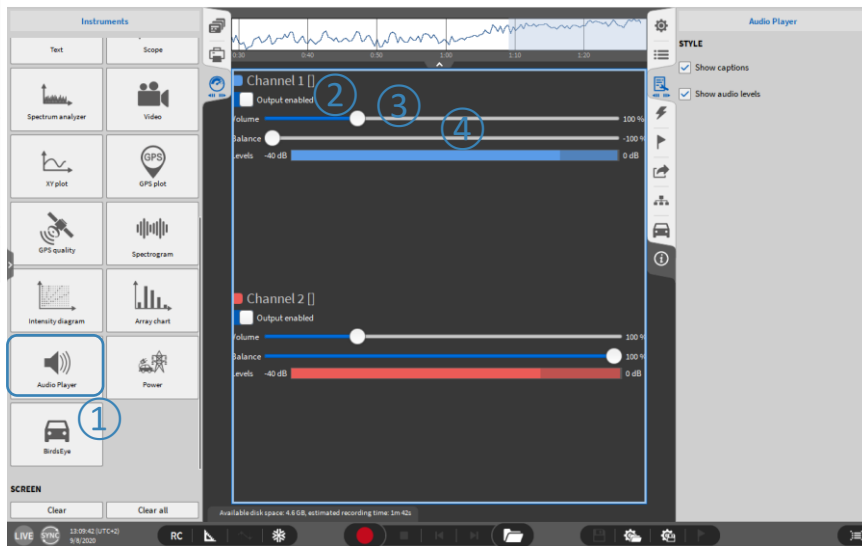 Instruments
Text
Scope
Spectrum analyzer
Video
XY plot
GPS
GPS plot
GPS quality
Spectrogram
Intensity diagram
Array chart
Audio Player
Power
1
BirdsEye
SCREEN
Clear
Clear all
LIVE
SYNC
13:09:42 (UTC+2)
9/8/2020
RC
0:30
0:40
0:50
1:00
1:10
1:20
Channel 1 []
Output enabled
2
3
Volume
100 %
4
Balance
-100 %
Levels
-40 dB
0 dB
Channel 2 []
Output enabled
Volume
100 %
Balance
100 %
Levels
-40 dB
0 dB
Available disk space: 4.6 GB, estimated recording time: 1m 42s
Audio Player
STYLE
Show captions
Show audio levels